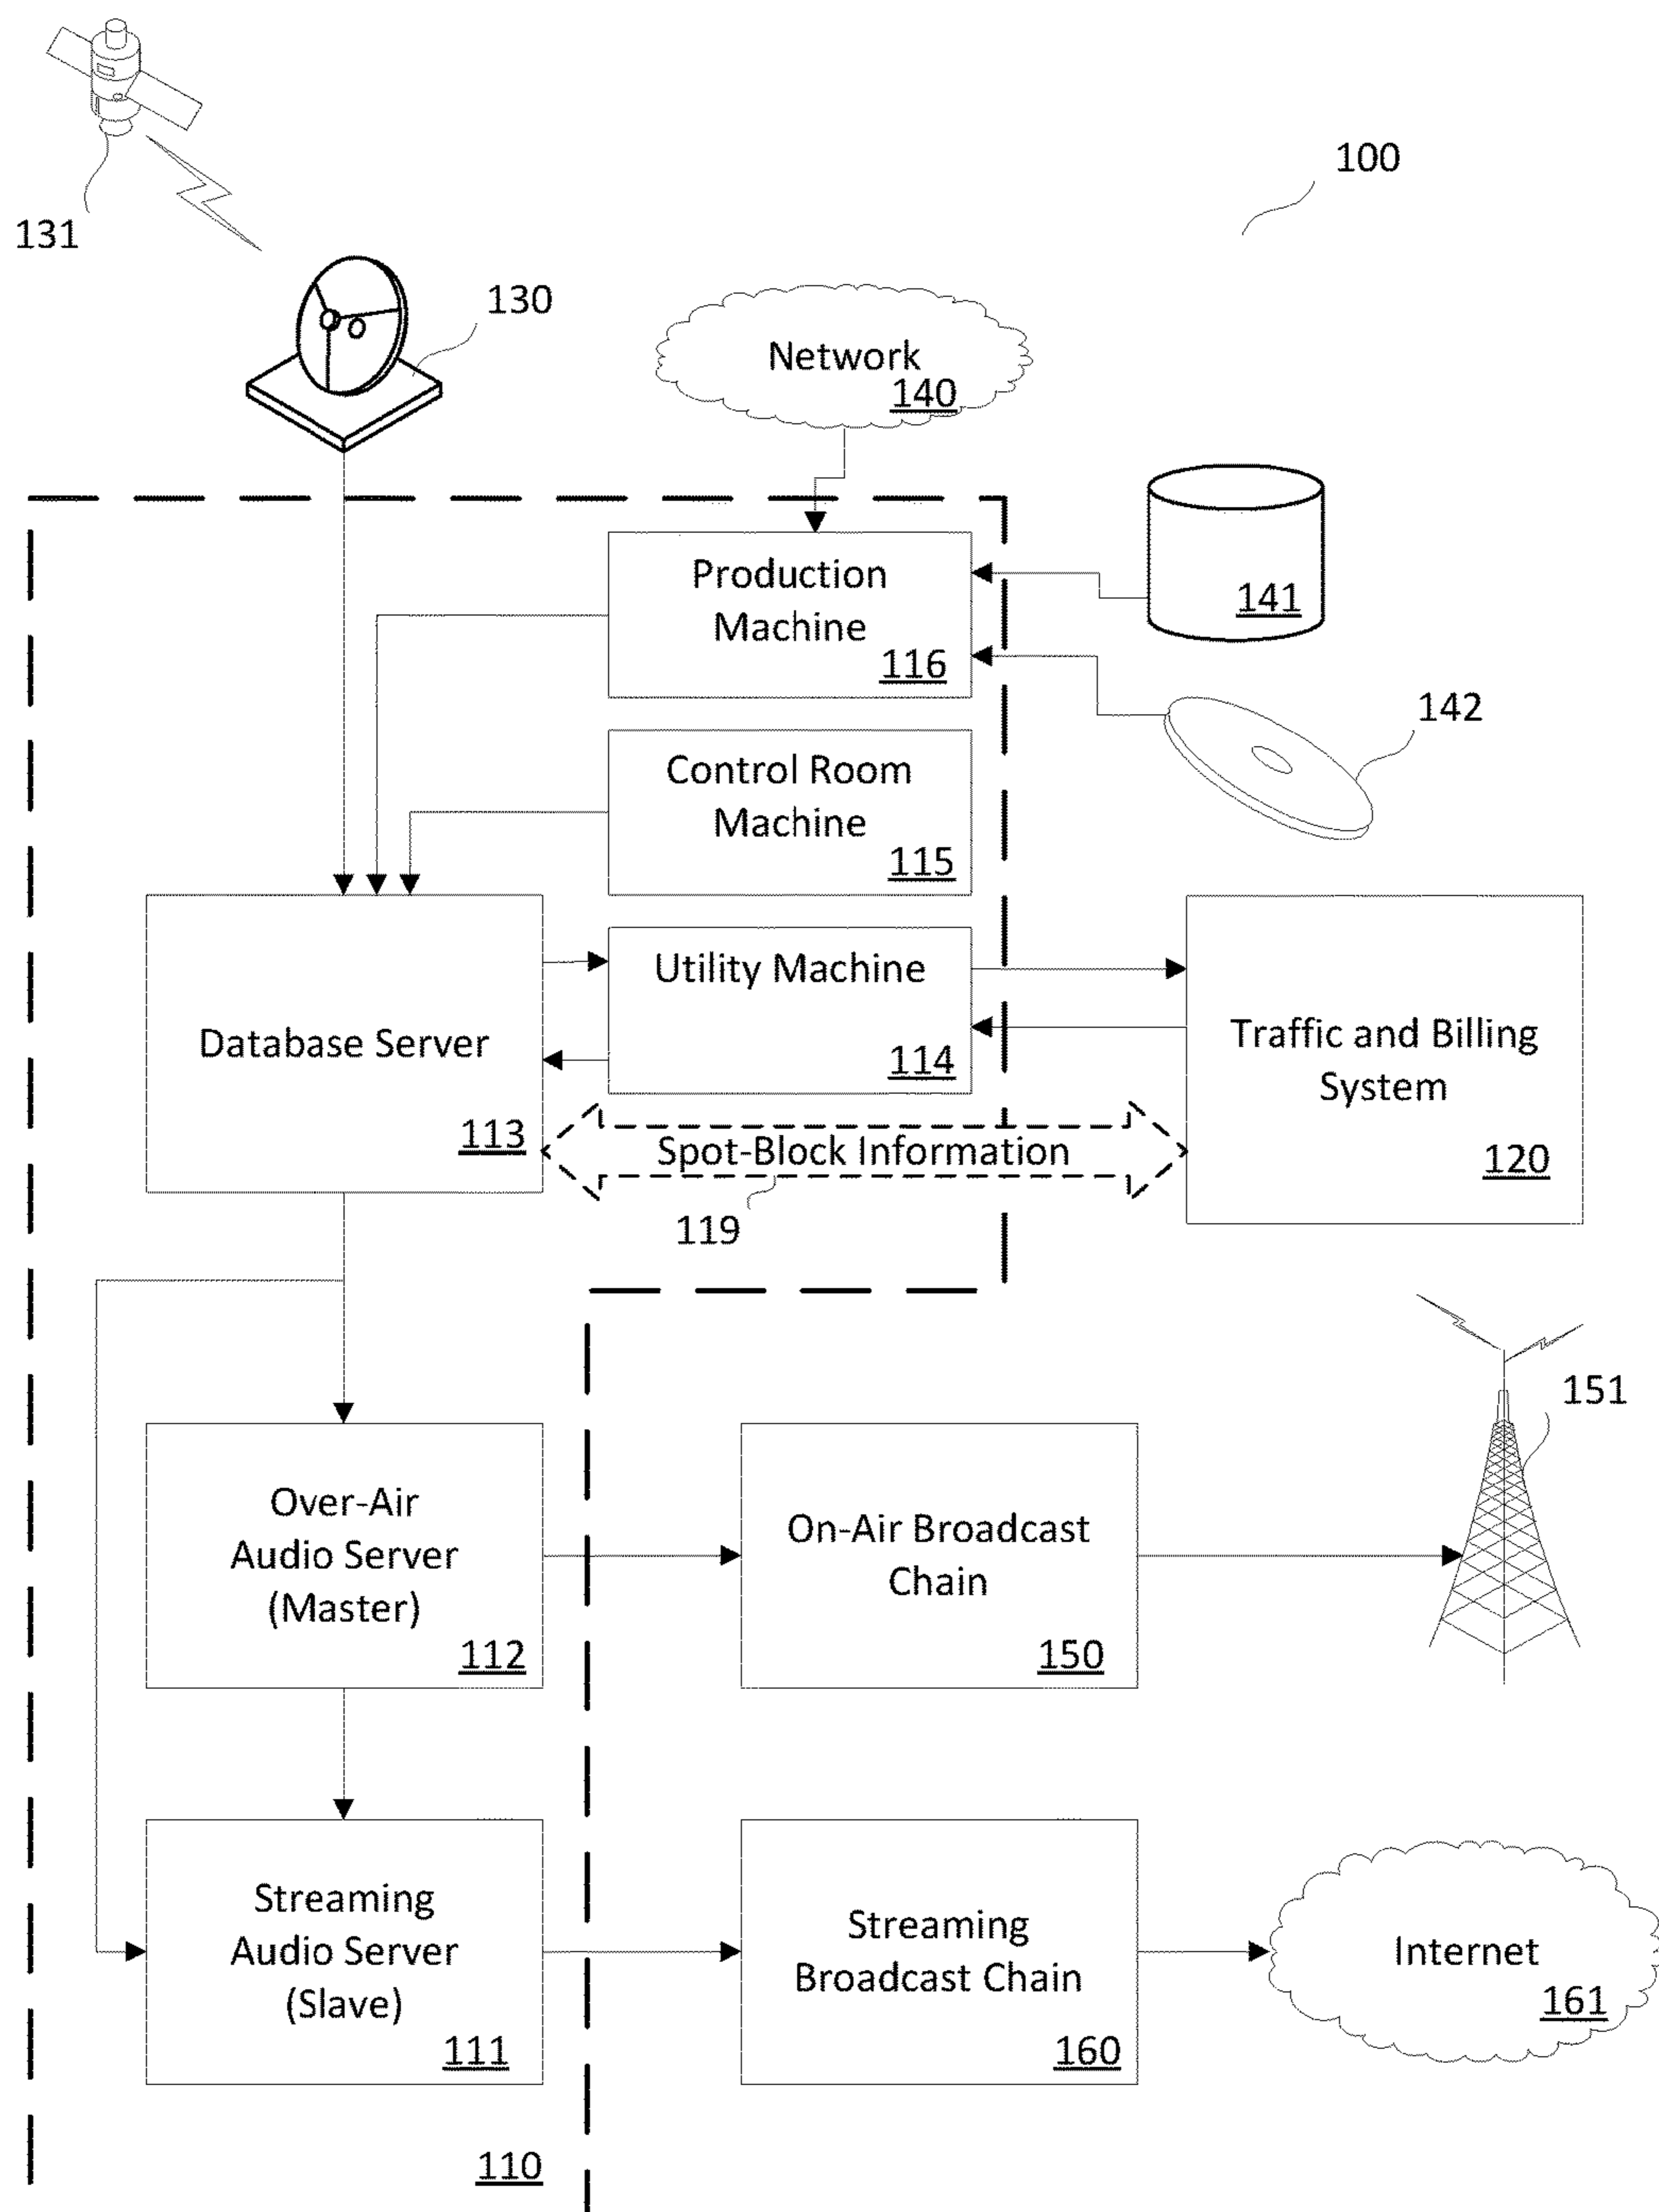 100
131
130
Network
140
Production
Machine
116
141
142
Control Room
Machine
115
Utility Machine
114
Database Server
113
Traffic and Billing
System
120
Spot-Block Information
119
151
Over-Air
Audio Server
(Master)
112
On-Air Broadcast
Chain
150
Streaming
Audio Server
(Slave)
111
Streaming
Broadcast Chain
160
Internet
161
110